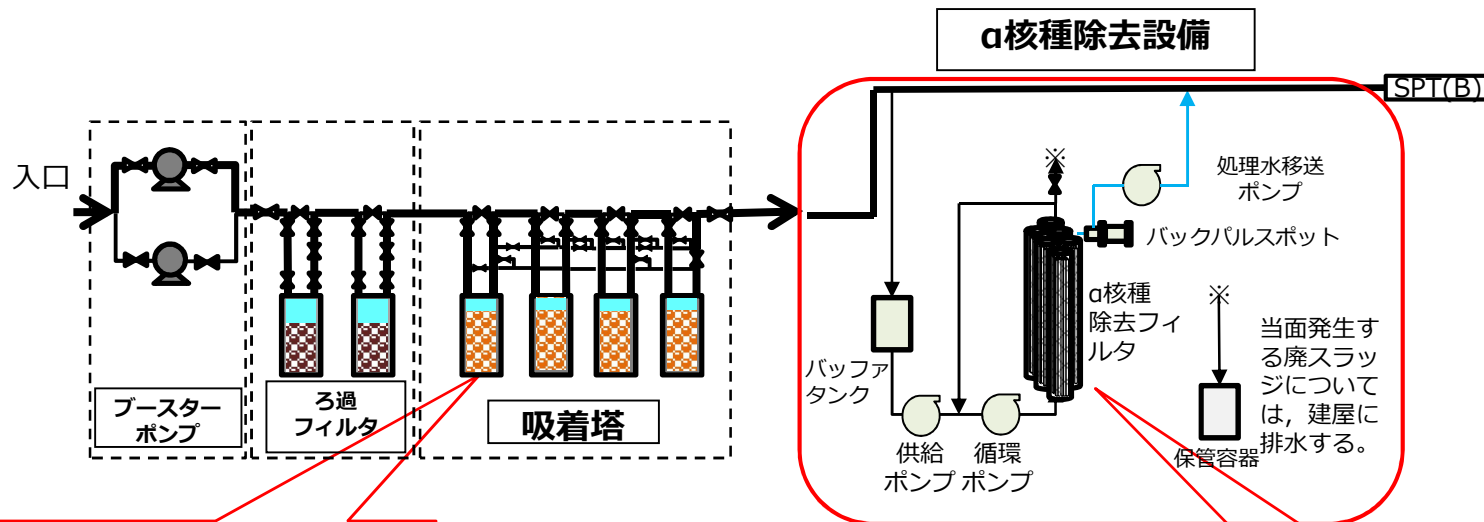 α核種除去設備
SPT(B)
入口
※
処理水移送
ポンプ
バックパルスポット
α核種
除去フィ
ルタ
※
当面発生す
る廃スラッ
ジについて
は，建屋に
排水する。
バッファ
タンク
ブースター
ポンプ
ろ過
フィルタ
吸着塔
供給
ポンプ
循環
ポンプ
保管容器